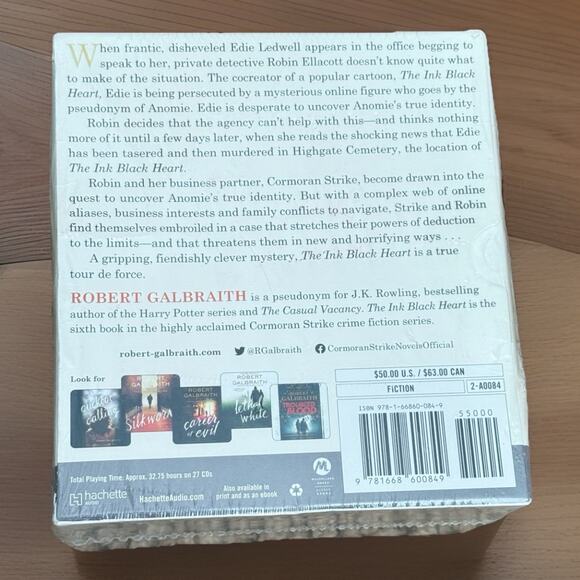 When frantic, disheveled Edie Ledwell appears in the office begging to
speak to her, private detective Robin Ellacott doesn't know quite what
to make of the situation. The cocreator of a popular cartoon, The Ink Black
Heart, Edie is being persecuted by a mysterious online figure who goes by the
pseudonym of Anomie. Edie is desperate to uncover Anomie's true identity.
Robin decides that the agency can't help with this—and thinks nothing
more of it until a few days later, when she reads the shocking news that Edie
has been tasered and then murdered in Highgate Cemetery, the location of
The Ink Black Heart.
Robin and her business partner, Cormoran Strike, become drawn into the
quest to uncover Anomie's true identity. But with a complex web of online
aliases, business interests and family conflicts to navigate, Strike and Robin
find themselves embroiled in a case that stretches their powers of deduction
to the limits—and that threatens them in new and horrifying ways . . .
A gripping, fiendishly clever mystery, The Ink Black Heart is a true
tour de force.
ROBERT GALBRAITH is a pseudonym for J.K. Rowling, bestselling
author of the Harry Potter series and The Casual Vacancy. The Ink Black Heart is the
sixth book in the highly acclaimed Cormoran Strike crime fiction series.
robert-galbraith.com @RGalbraith CormoranStrikeNovelsOfficial
Look for
calling
ROBERT GALBRAITH
Silkworm
ROBERT GALBRAITH
career of evil
lethal white
GALBRAITH
TROUBLED BLOOD
$50.00 U.S. / $63.00 CAN
FICTION 2-A0084
ISBN 978-1-66860-084-9
55000
9 781668 600849
Total Playing Time: Approx. 32.75 hours on 27 CDs
hachette
AUDIO
HachetteAudio.com
Also available in
print and as an ebook